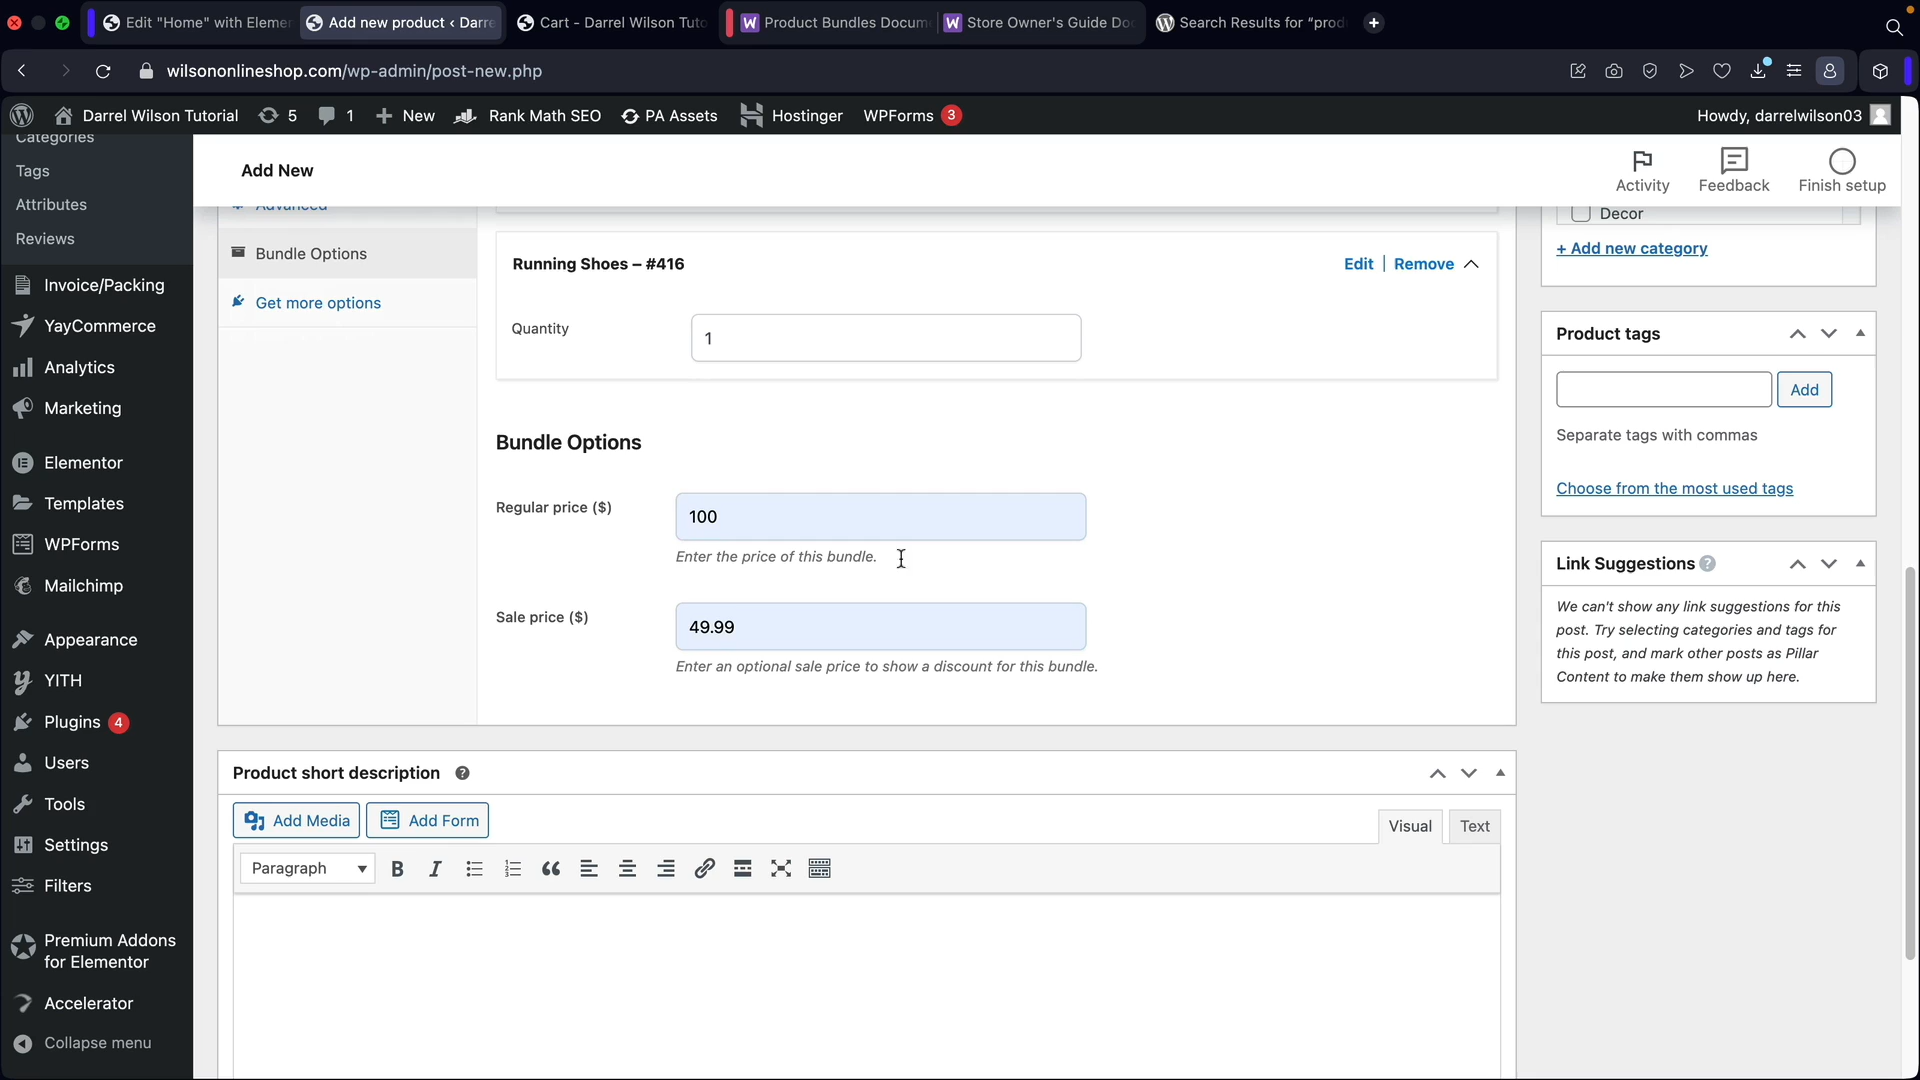 Edit "Home" with Eleme
Add new product ‹ Darre
Cart - Darrel Wilson Tuto
W Product Bundles Docum
W Store Owner's Guide Do
Search Results for “prod
wilsononlineshop.com/wp-admin/post-new.php
Darrel Wilson Tutorial
5
1
New
Rank Math SEO
PA Assets
Hostinger
WPForms 3
Howdy, darrelwilson03
Categories
Tags
Attributes
Reviews
Invoice/Packing
YayCommerce
Analytics
Marketing
Elementor
Templates
WPForms
Mailchimp
Appearance
YITH
Plugins 4
Users
Tools
Settings
Filters
Premium Addons
for Elementor
Accelerator
Collapse menu
Add New
Activity
Feedback
Finish setup
Advanced
Bundle Options
Get more options
Running Shoes – #416
Edit | Remove
Quantity
1
Bundle Options
Regular price ($)
100
Enter the price of this bundle.
Sale price ($)
49.99
Enter an optional sale price to show a discount for this bundle.
Product short description
Add Media
Add Form
Visual
Text
Paragraph
B I
Decor
+ Add new category
Product tags
Add
Separate tags with commas
Choose from the most used tags
Link Suggestions
We can't show any link suggestions for this
post. Try selecting categories and tags for
this post, and mark other posts as Pillar
Content to make them show up here.